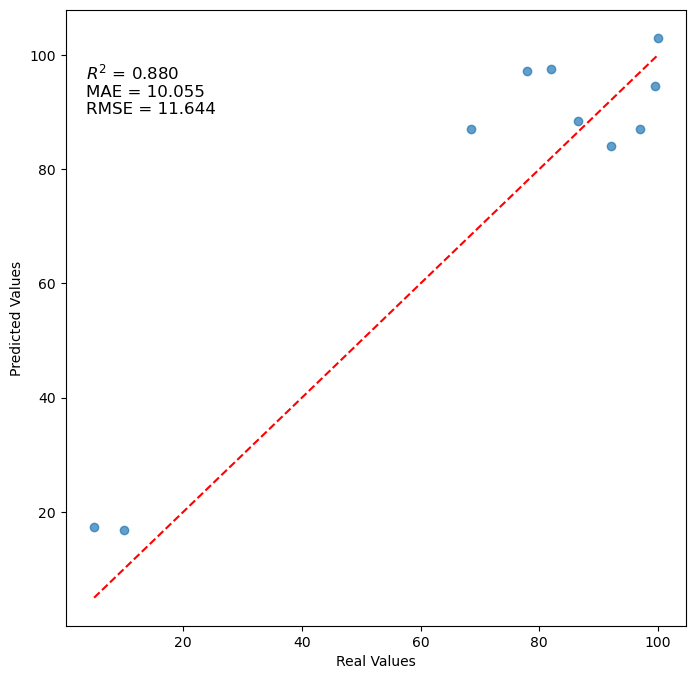 100
R² = 0.880
MAE = 10.055
RMSE = 11.644
80
60
Predicted Values
40
20
20 40 60 80 100
Real Values